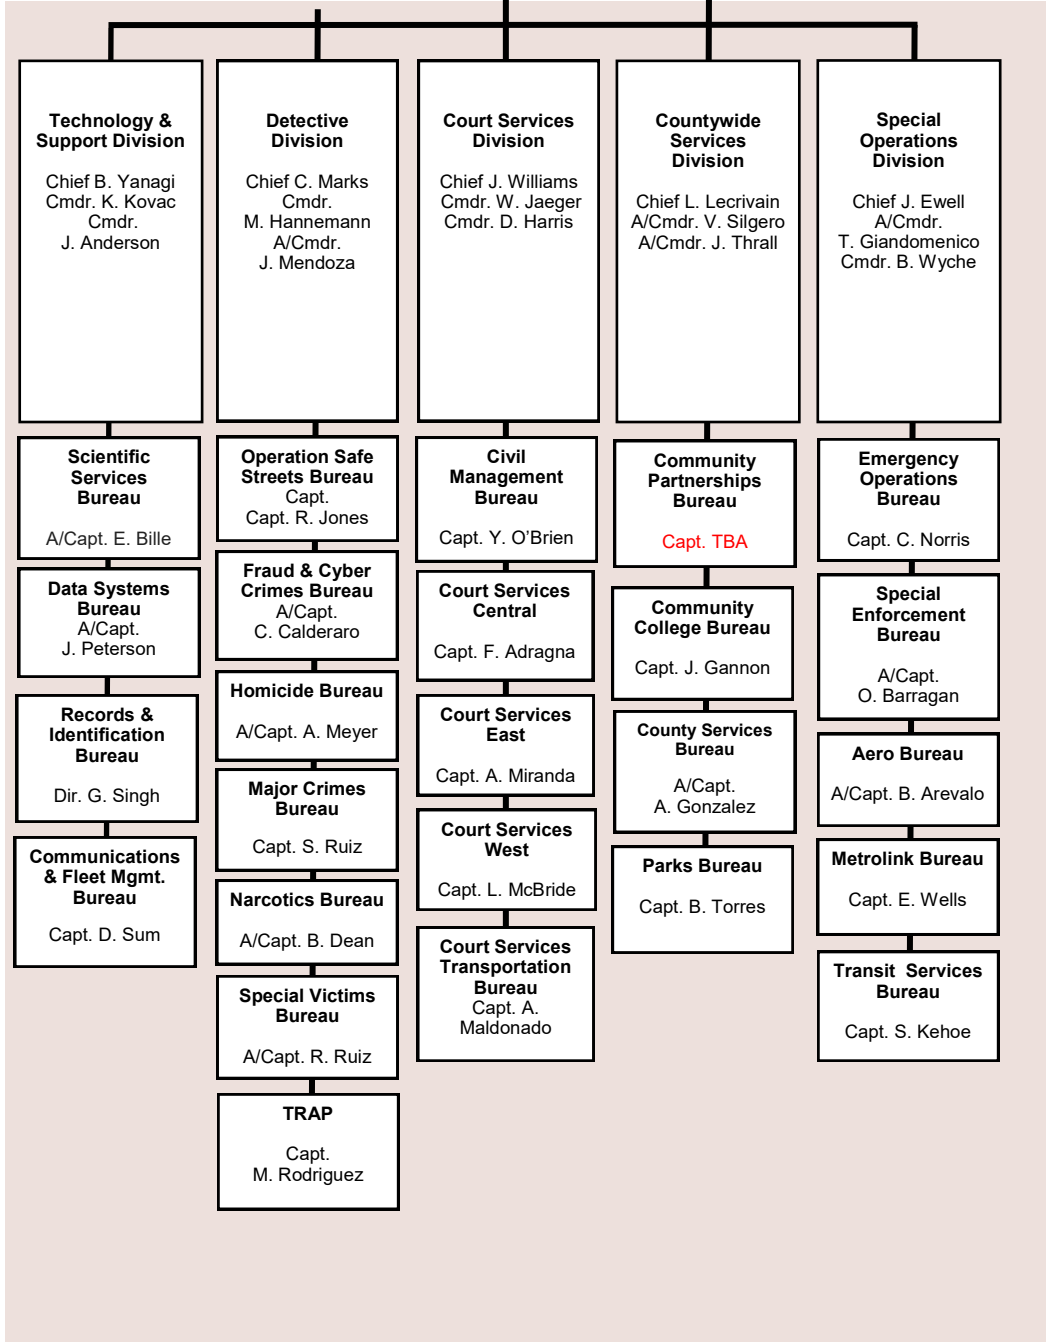 Technology &
Support Division
Chief B. Yanagi
Cmdr. K. Kovac
Cmdr.
J. Anderson
Scientific
Services
Bureau
A/Capt. E. Bille
Data Systems
Bureau
A/Capt.
J. Peterson
Records &
Identification
Bureau
Dir. G. Singh
Communications
& Fleet Mgmt.
Bureau
Capt. D. Sum
Detective
Division
Chief C. Marks
Cmdr.
M. Hannemann
A/Cmdr.
J. Mendoza
Operation Safe
Streets Bureau
Capt.
Capt. R. Jones
Fraud & Cyber
Crimes Bureau
A/Capt.
C. Calderaro
Homicide Bureau
A/Capt. A. Meyer
Major Crimes
Bureau
Capt. S. Ruiz
Narcotics Bureau
A/Capt. B. Dean
Special Victims
Bureau
A/Capt. R. Ruiz
TRAP
Capt.
M. Rodriguez
Court Services
Division
Chief J. Williams
Cmdr. W. Jaeger
Cmdr. D. Harris
Civil
Management
Bureau
Capt. Y. O’Brien
Court Services
Central
Capt. F. Adragna
Court Services
East
Capt. A. Miranda
Court Services
West
Capt. L. McBride
Court Services
Transportation
Bureau
Capt. A.
Maldonado
Countywide
Services
Division
Chief L. Lecrivain
A/Cmdr. V. Silgero
A/Cmdr. J. Thrall
Community
Partnerships
Bureau
Capt. TBA
Community
College Bureau
Capt. J. Gannon
County Services
Bureau
A/Capt.
A. Gonzalez
Parks Bureau
Capt. B. Torres
Special
Operations
Division
Chief J. Ewell
A/Cmdr.
T. Giandomenico
Cmdr. B. Wyche
Emergency
Operations
Bureau
Capt. C. Norris
Special
Enforcement
Bureau
A/Capt.
O. Barragan
Aero Bureau
A/Capt. B. Arevalo
Metrolink Bureau
Capt. E. Wells
Transit Services
Bureau
Capt. S. Kehoe